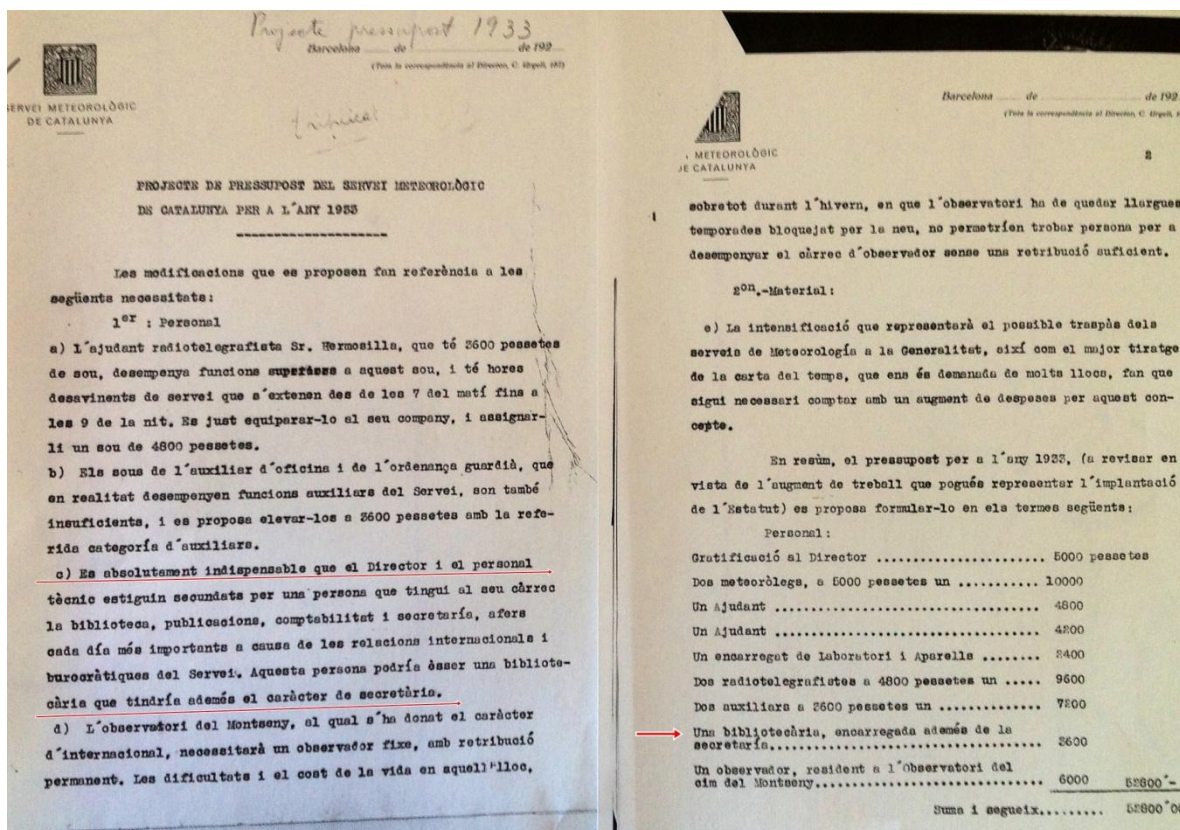 Projecte pressupost 1933
Barcelona de de 192
(Tota la correspondència al Director, C. Urgell, 187)
SERVEI METEOROLÒGIC
DE CATALUNYA
PROJECTE DE PRESSUPOST DEL SERVEI METEOROLÒGIC
DE CATALUNYA PER A L´ANY 1933
Les modificacions que es proposen fan referència a les
següents necessitats:
1er : Personal
a) L´ajudant radiotelegrafista Sr. Hermosilla, que té 3600 pessetes
de sou, desempenya funcions superiors a aquest sou, i té hores
desavinents de servei que s´extenen des de les 7 del matí fins a
les 9 de la nit. Es just equiparar-lo al seu company, i assignar-
li un sou de 4800 pessetes.
b) Els sous de l´auxiliar d´oficina i de l´ordenança guardià, que
en realitat desempenyen funcions auxiliars del Servei, son també
insuficients, i es proposa elevar-los a 3600 pessetes amb la refe-
rida categoría d´auxiliars.
c) Es absolutament indispensable que el Director i el personal
tècnic estiguin secundats per una persona que tingui al seu càrrec
la biblioteca, publicacions, comptabilitat i secretaría, afers
cada día més importants a causa de les relacions internacionals i
burocràtiques del Servei. Aquesta persona podría èsser una bibliote-
cària que tindría ademés el caràcter de secretària.
d) L´observatori del Montseny, al qual s´ha donat el caràcter
d´internacional, necessitarà un observador fixe, amb retribució
permanent. Les dificultats i el cost de la vida en aquell lloc,
Barcelona de de 192
(Tota la correspondència al Director, C. Urgell,
METEOROLÒGIC
DE CATALUNYA
2
sobretot durant l´hivern, en que l´observatori ha de quedar llargues
temporades bloquejat per la neu, no permetríen trobar persona per a
desempenyar el càrrec d´observador sense una retribució suficient.
2on.-Material:
e) La intensificació que representarà el possible traspàs dels
serveis de Meteorología a la Generalitat, així com el major tiratge
de la carta del temps, que ens és demanada de molts llocs, fan que
sigui necessari comptar amb un augment de despeses per aquest con-
cepte.
En resùm, el pressupost per a l´any 1933, (a revisar en
vista de l´augment de treball que pogués representar l´implantació
de l´Estatut) es proposa formular-lo en els termes següents:
Personal:
Gratificació al Director ....................... 5000 pessetes
Dos meteoròlegs, a 5000 pessetes un ........... 10000
Un Ajudant .................................... 4800
Un Ajudant .................................... 4200
Un encarregat de Laboratori i Aparells ........ 2400
Dos radiotelegrafistes a 4800 pessetes un ..... 9600
Dos auxiliars a 3600 pessetes un .............. 7200
Una bibliotecària, encarregada ademés de la
secretaría..................................... 3600
Un observador, resident a l´Observatori del
cim del Montseny............................... 6000 52800´-
Suma i segueix......... 52800´00